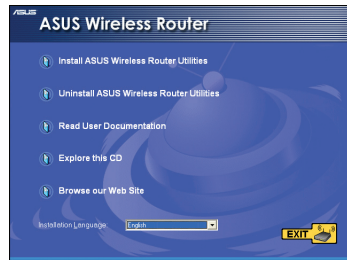 ASUS
ASUS Wireless Router
Install ASUS Wireless Router Utilities
Uninstall ASUS Wireless Router Utilities
Read User Documentation
Explore this CD
Browse our Web Site
Installation Language:
English
EXIT